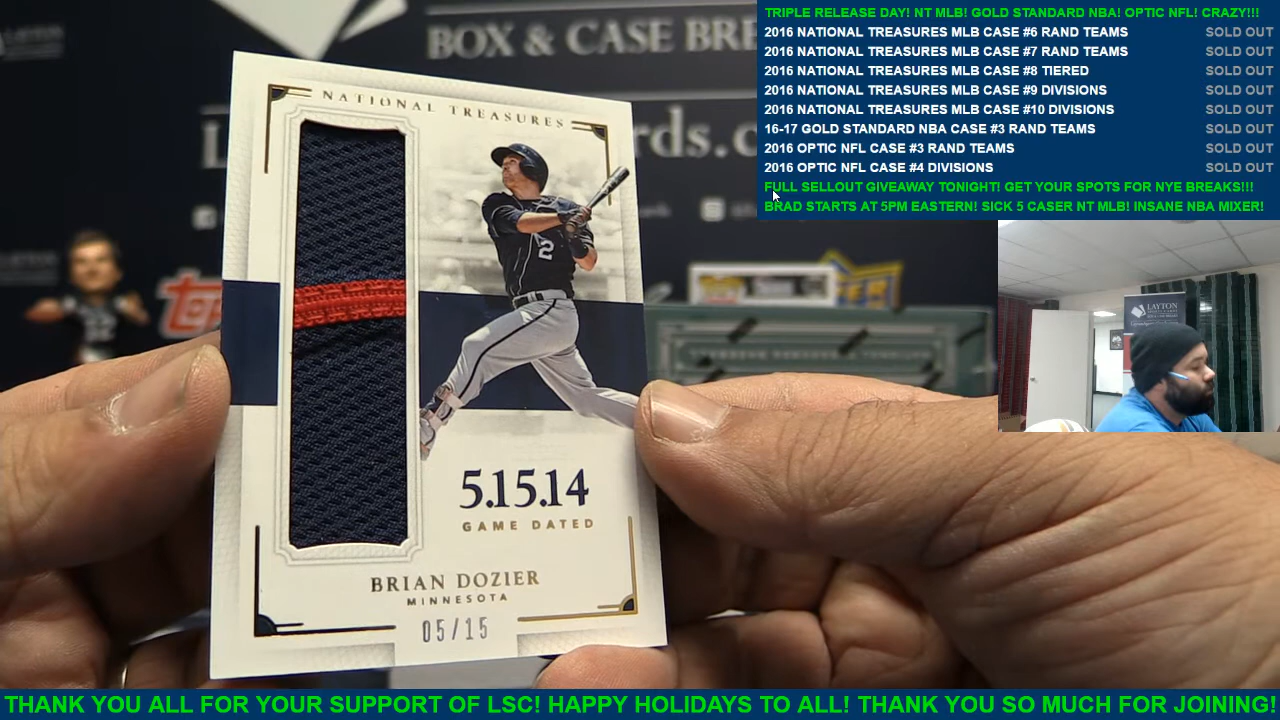 TRIPLE RELEASE DAY! NT MLB! GOLD STANDARD NBA! OPTIC NFL! CRAZY!!!
2016 NATIONAL TREASURES MLB CASE #6 RAND TEAMS SOLD OUT
2016 NATIONAL TREASURES MLB CASE #7 RAND TEAMS SOLD OUT
2016 NATIONAL TREASURES MLB CASE #8 TIERED SOLD OUT
2016 NATIONAL TREASURES MLB CASE #9 DIVISIONS SOLD OUT
2016 NATIONAL TREASURES MLB CASE #10 DIVISIONS SOLD OUT
16-17 GOLD STANDARD NBA CASE #3 RAND TEAMS SOLD OUT
2016 OPTIC NFL CASE #3 RAND TEAMS SOLD OUT
2016 OPTIC NFL CASE #4 DIVISIONS SOLD OUT
FULL SELLOUT GIVEAWAY TONIGHT! GET YOUR SPOTS FOR NYE BREAKS!!!
BRAD STARTS AT 5PM EASTERN! SICK 5 CASER NT MLB! INSANE NBA MIXER!
BOX & CASE BRE
rds.c
LAYTON
NATIONAL TREASURES
2
5.15.14
GAME DATED
BRIAN DOZIER
MINNESOTA
05/15
THANK YOU ALL FOR YOUR SUPPORT OF LSC! HAPPY HOLIDAYS TO ALL! THANK YOU SO MUCH FOR JOINING!